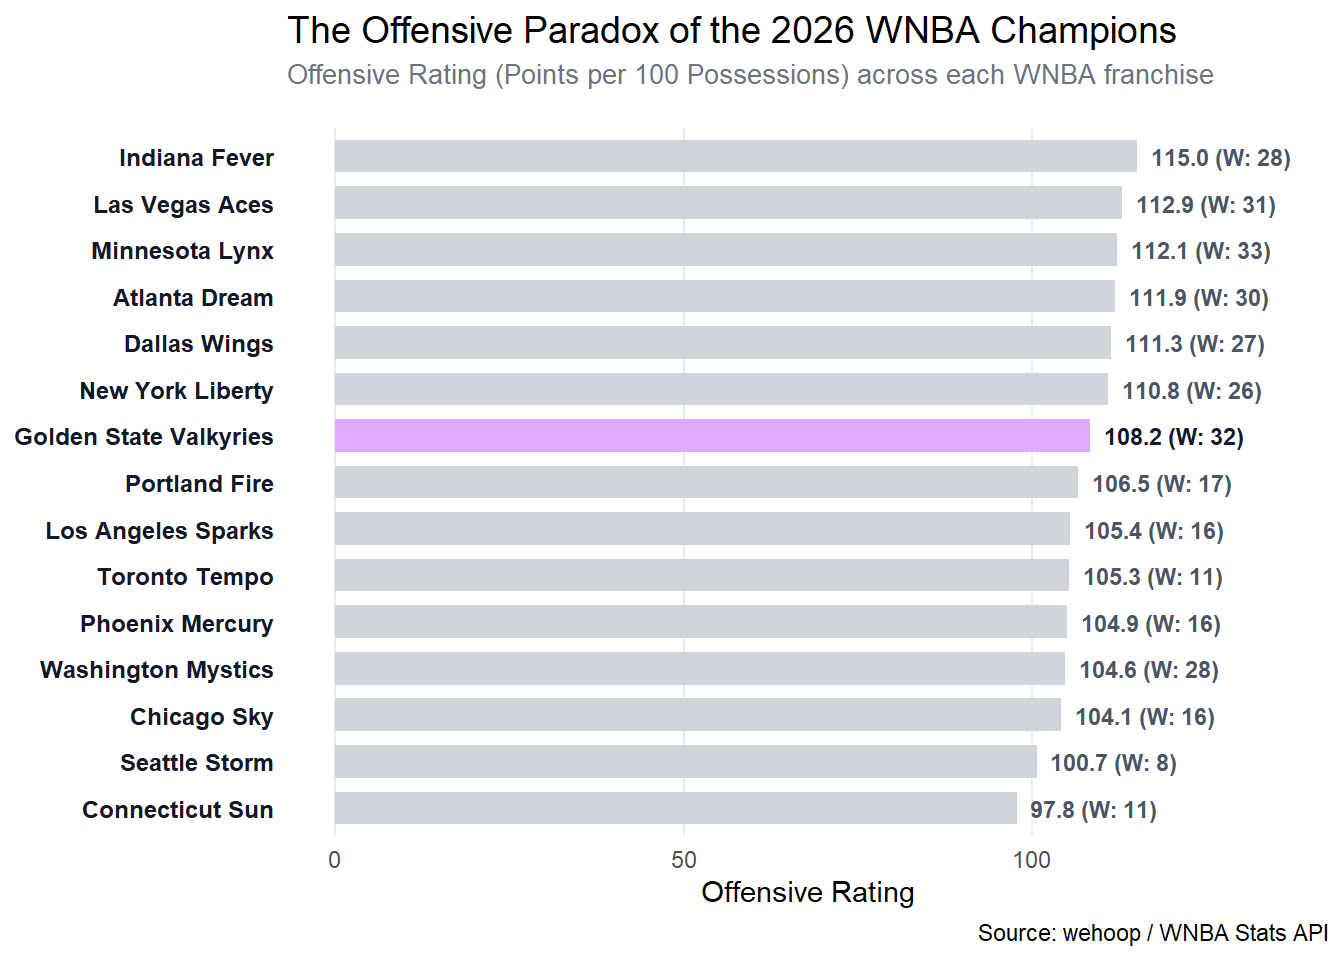 The Offensive Paradox of the 2026 WNBA Champions
Offensive Rating (Points per 100 Possessions) across each WNBA franchise
Indiana Fever 115.0 (W: 28)
Las Vegas Aces 112.9 (W: 31)
Minnesota Lynx 112.1 (W: 33)
Atlanta Dream 111.9 (W: 30)
Dallas Wings 111.3 (W: 27)
New York Liberty 110.8 (W: 26)
Golden State Valkyries 108.2 (W: 32)
Portland Fire 106.5 (W: 17)
Los Angeles Sparks 105.4 (W: 16)
Toronto Tempo 105.3 (W: 11)
Phoenix Mercury 104.9 (W: 16)
Washington Mystics 104.6 (W: 28)
Chicago Sky 104.1 (W: 16)
Seattle Storm 100.7 (W: 8)
Connecticut Sun 97.8 (W: 11)
0 50 100
Offensive Rating
Source: wehoop / WNBA Stats API